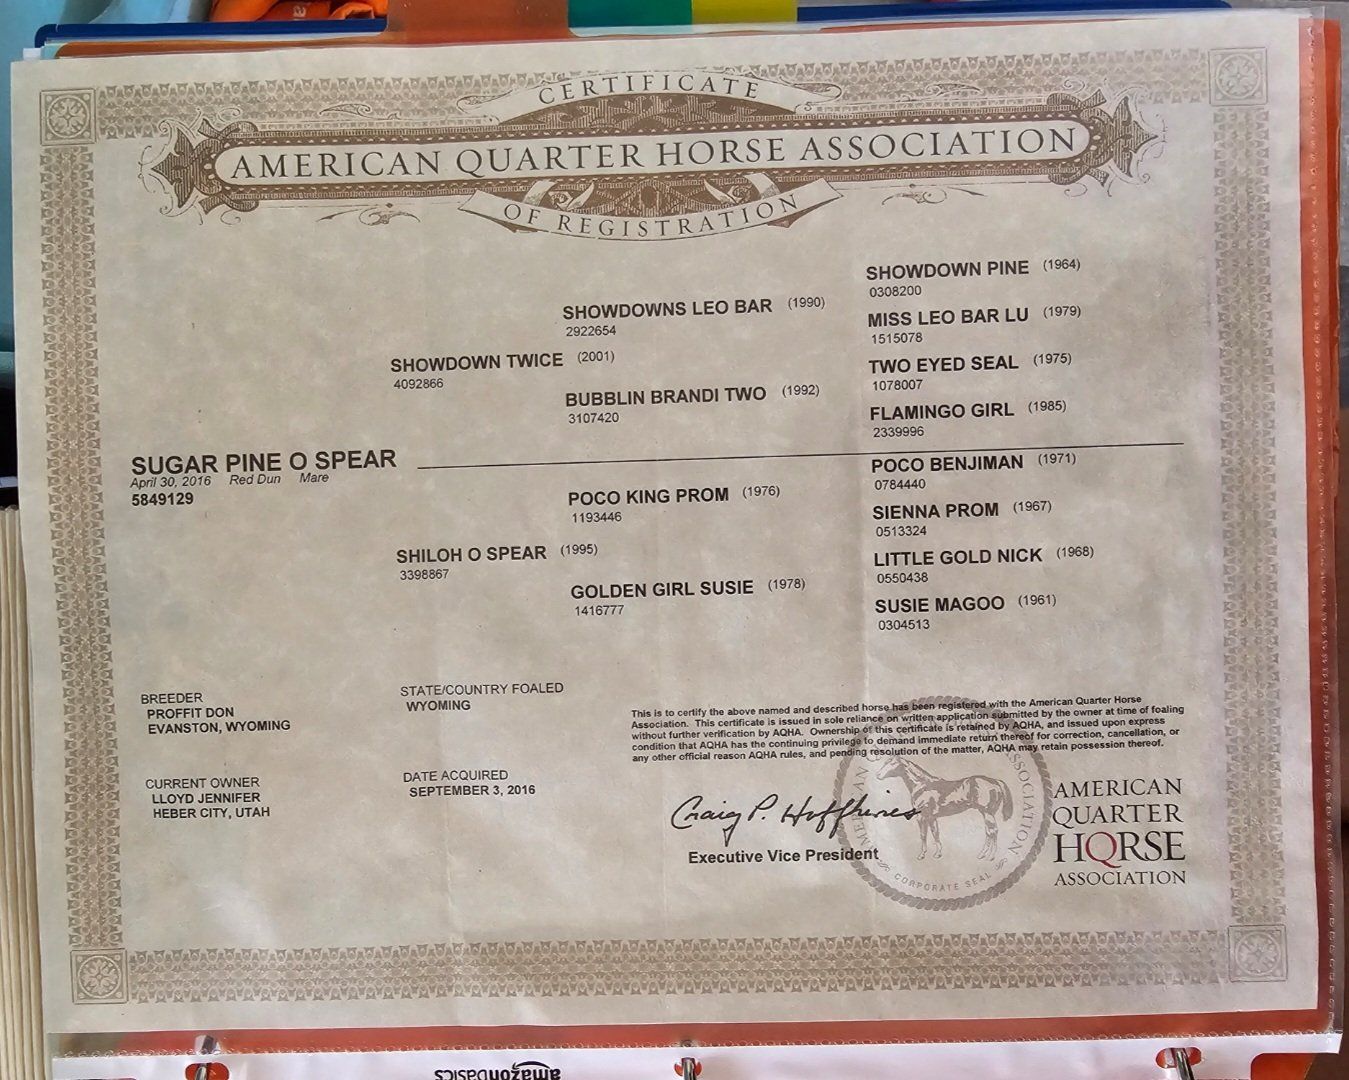 CERTIFICATE
AMERICAN QUARTER HORSE ASSOCIATION
OF REGISTRATION
SHOWDOWN PINE (1964)
0308200
SHOWDOWNS LEO BAR (1990)
2922654
MISS LEO BAR LU (1979)
1515078
SHOWDOWN TWICE (2001)
4092866
TWO EYED SEAL (1975)
1078007
BUBBLIN BRANDI TWO (1992)
3107420
FLAMINGO GIRL (1985)
2339996
SUGAR PINE O SPEAR
April 30, 2016 Red Dun Mare
5849129
POCO BENJIMAN (1971)
0784440
POCO KING PROM (1976)
1193446
SIENNA PROM (1967)
0513324
SHILOH O SPEAR (1995)
3398867
LITTLE GOLD NICK (1968)
0550438
GOLDEN GIRL SUSIE (1978)
1416777
SUSIE MAGOO (1961)
0304513
BREEDER
PROFFIT DON
EVANSTON, WYOMING
STATE/COUNTRY FOALED
WYOMING
CURRENT OWNER
LLOYD JENNIFER
HEBER CITY, UTAH
DATE ACQUIRED
SEPTEMBER 3, 2016
This is to certify the above named and described horse has been registered with the American Quarter Horse
Association. This certificate is issued in sole reliance on written application submitted by the owner at time of foaling
without further verification by AQHA. Ownership of this certificate is retained by AQHA, and issued upon express
condition that AQHA has the continuing privilege to demand immediate return thereof for correction, cancellation, or
any other official reason AQHA rules, and pending resolution of the matter, AQHA may retain possession thereof.
Craig P. Huffhines
Executive Vice President
ASSOCIATION
CORPORATE SEAL
AMERICAN
QUARTER
HORSE
ASSOCIATION
amazonbasics